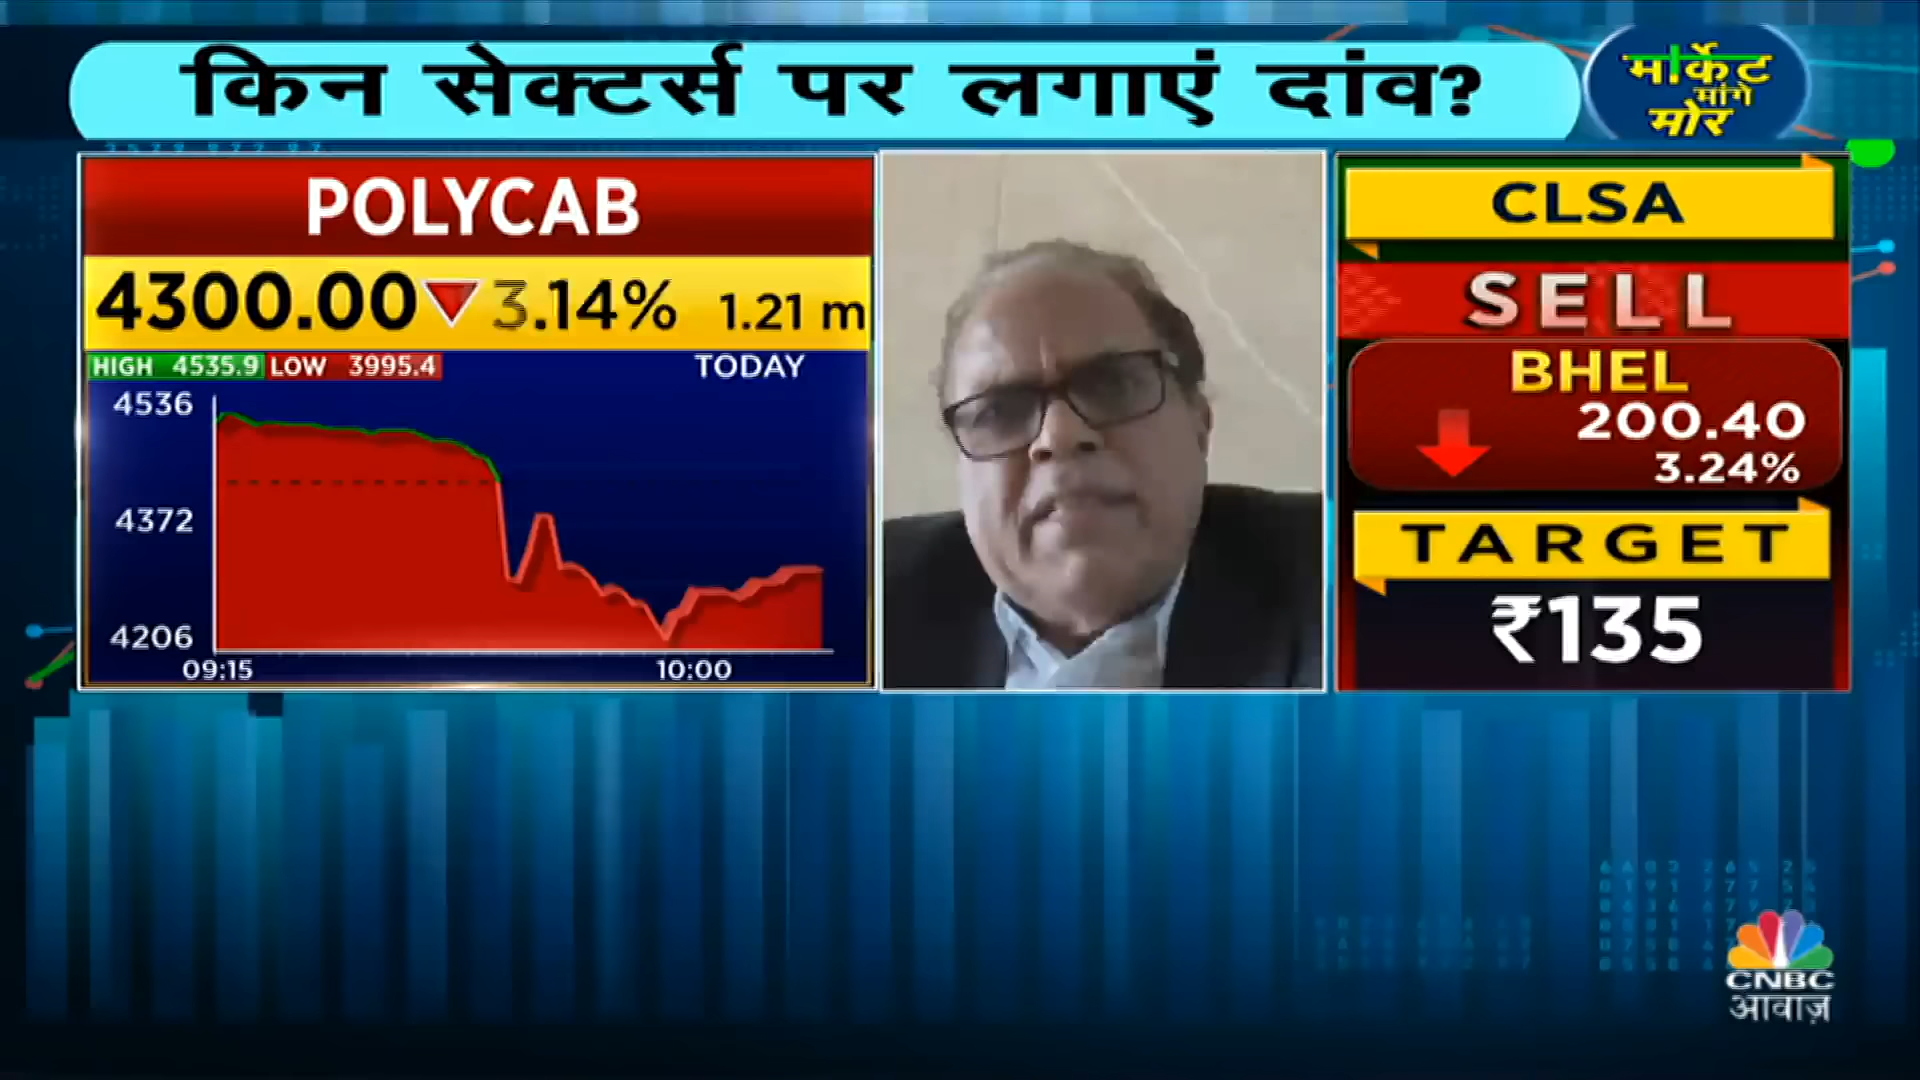 किन सेक्टर्स पर लगाएं दांव?
मार्केट
मांगे
मोर
POLYCAB
4300.00 3.14% 1.21 m
HIGH 4535.9 LOW 3995.4 TODAY
4536
4372
4206
09:15 10:00
CLSA
SELL
BHEL
200.40
3.24%
TARGET
₹135
CNBC
आवाज़